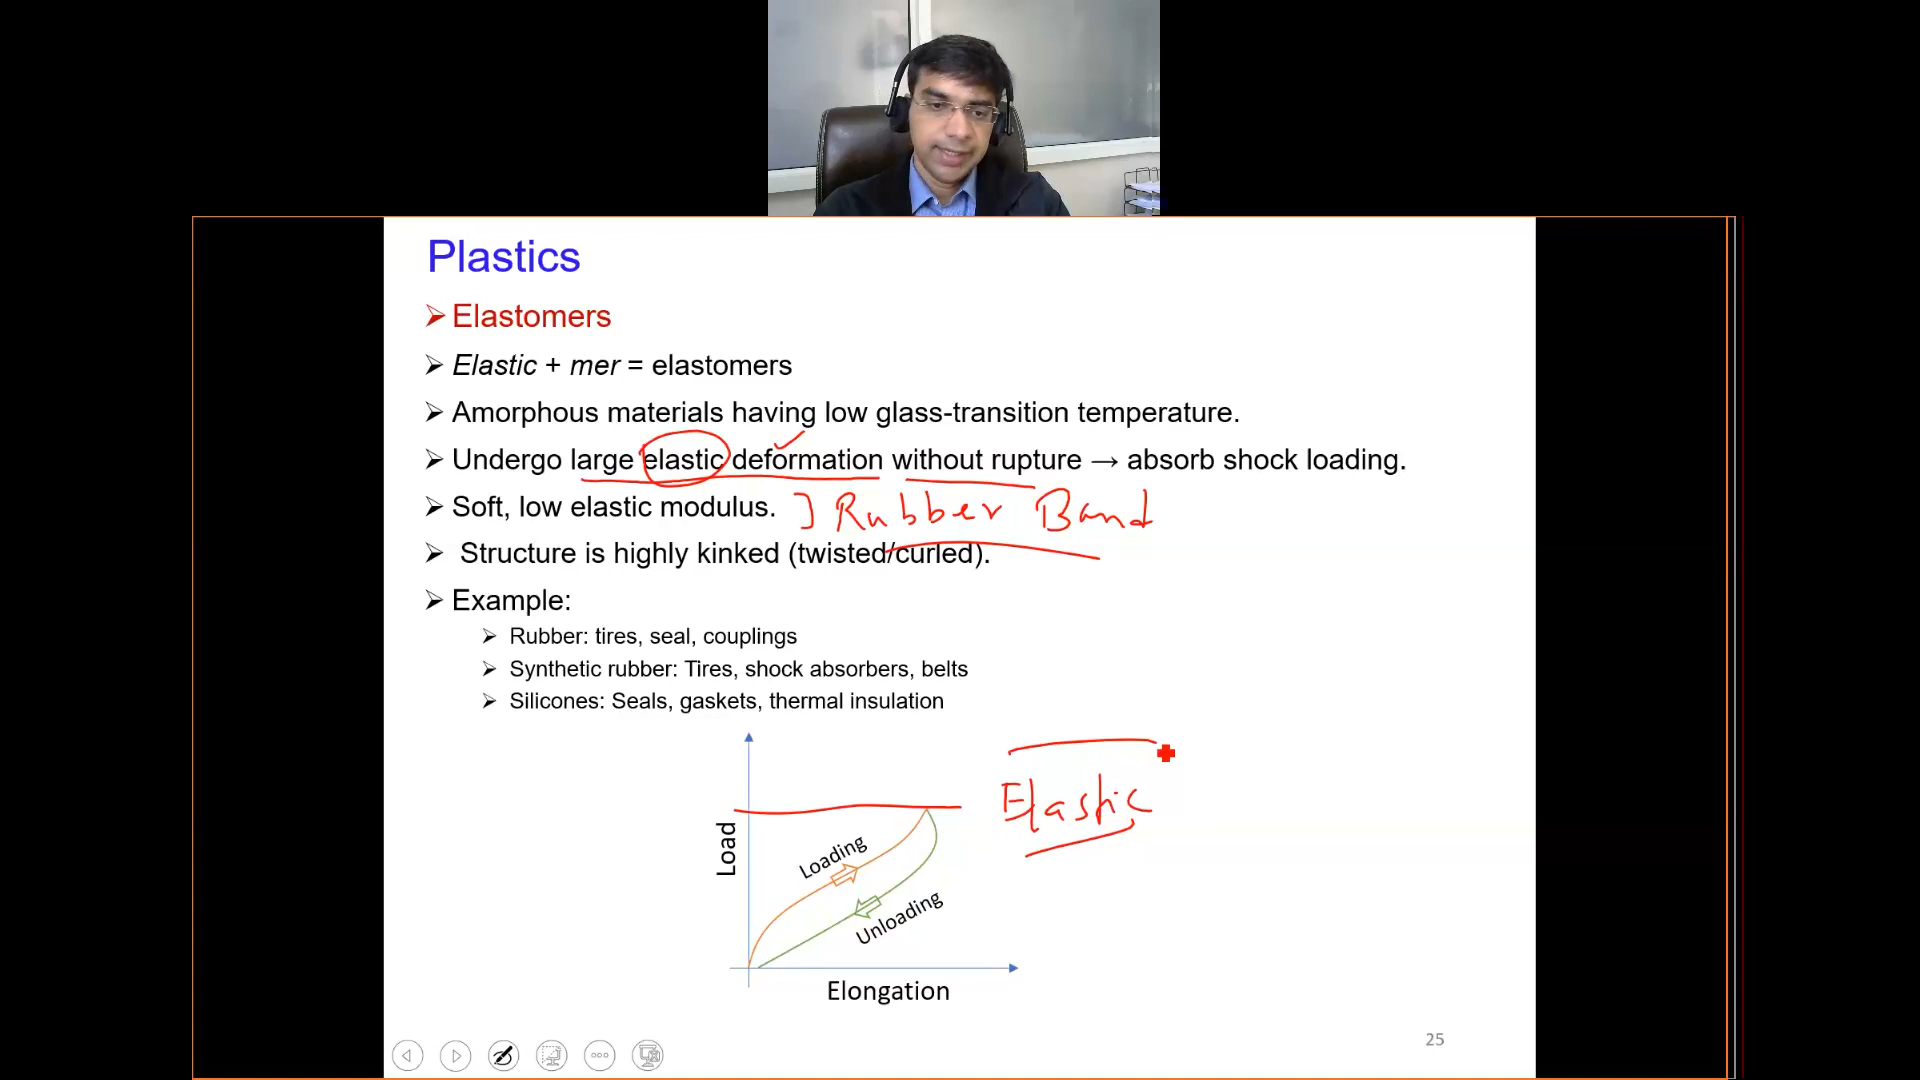 Plastics
Elastomers
Elastic + mer = elastomers
Amorphous materials having low glass-transition temperature.
Undergo large elastic deformation without rupture → absorb shock loading.
Soft, low elastic modulus. ] Rubber Band
Structure is highly kinked (twisted/curled).
Example:
Rubber: tires, seal, couplings
Synthetic rubber: Tires, shock absorbers, belts
Silicones: Seals, gaskets, thermal insulation
Elastic
Load
Loading
Unloading
Elongation
25